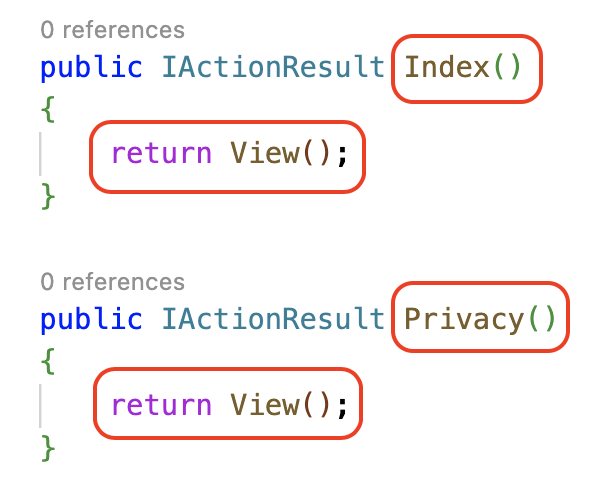 0 references
public IActionResult Index()
{
return View();
}
0 references
public IActionResult Privacy()
{
return View();
}